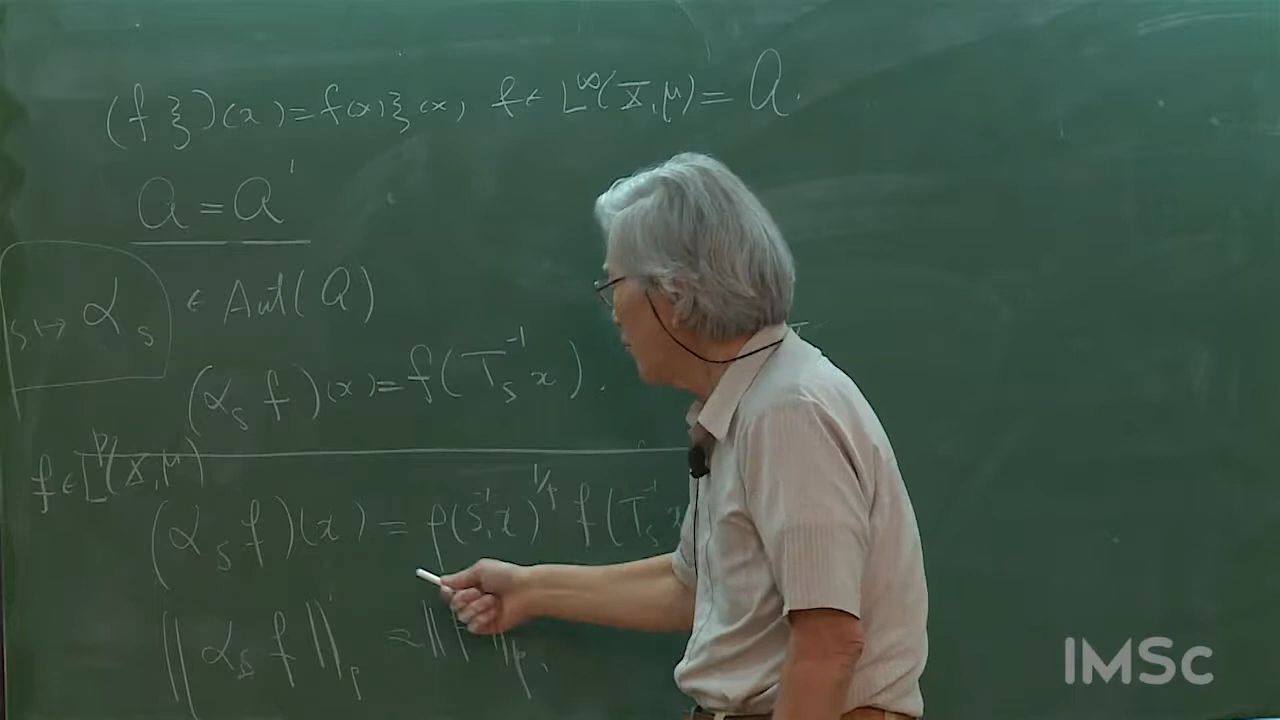 (f ξ)(x) = f(x)ξ(x), f ∈ L^∞(X, μ) = 𝒜.
𝒜 = 𝒜'
s ↦ α_s ∈ Aut(𝒜)
(α_s f)(x) = f(T_s^{-1} x).
f ∈ L^p(X, μ)
(α_s f)(x) = ρ(s^{-1}, x)^{1/p} f(T_s^{-1} x
‖ α_s f ‖_p = ‖ f ‖_p.
IMSc